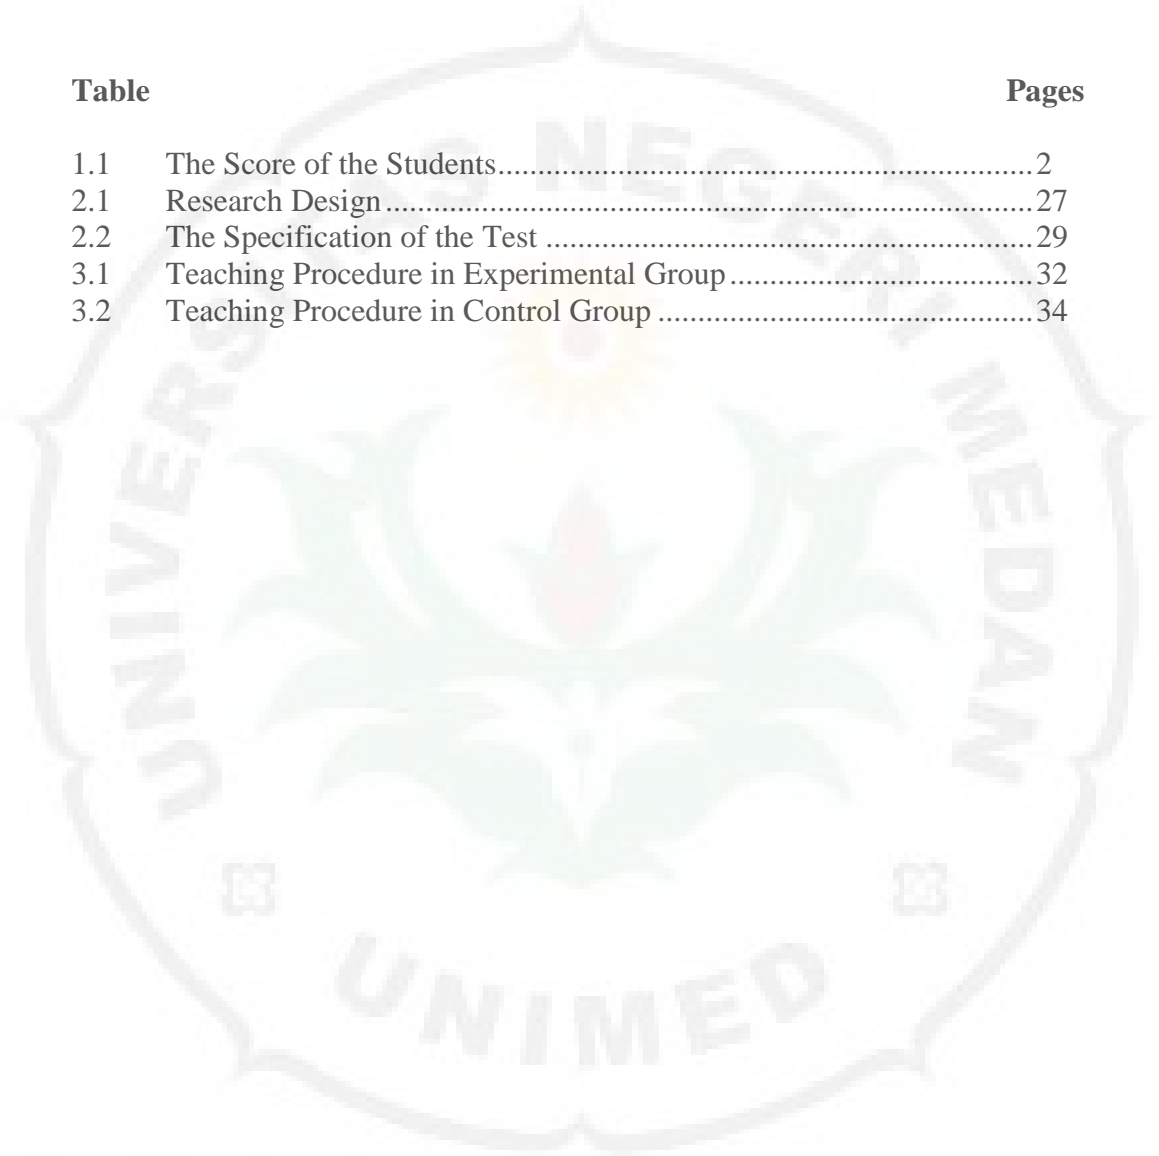 Table Pages
1.1 The Score of the Students..................................................................2
2.1 Research Design................................................................................27
2.2 The Specification of the Test ............................................................29
3.1 Teaching Procedure in Experimental Group.....................................32
3.2 Teaching Procedure in Control Group ..............................................34
UNIVERSITAS NEGERI MEDAN
UNIMED